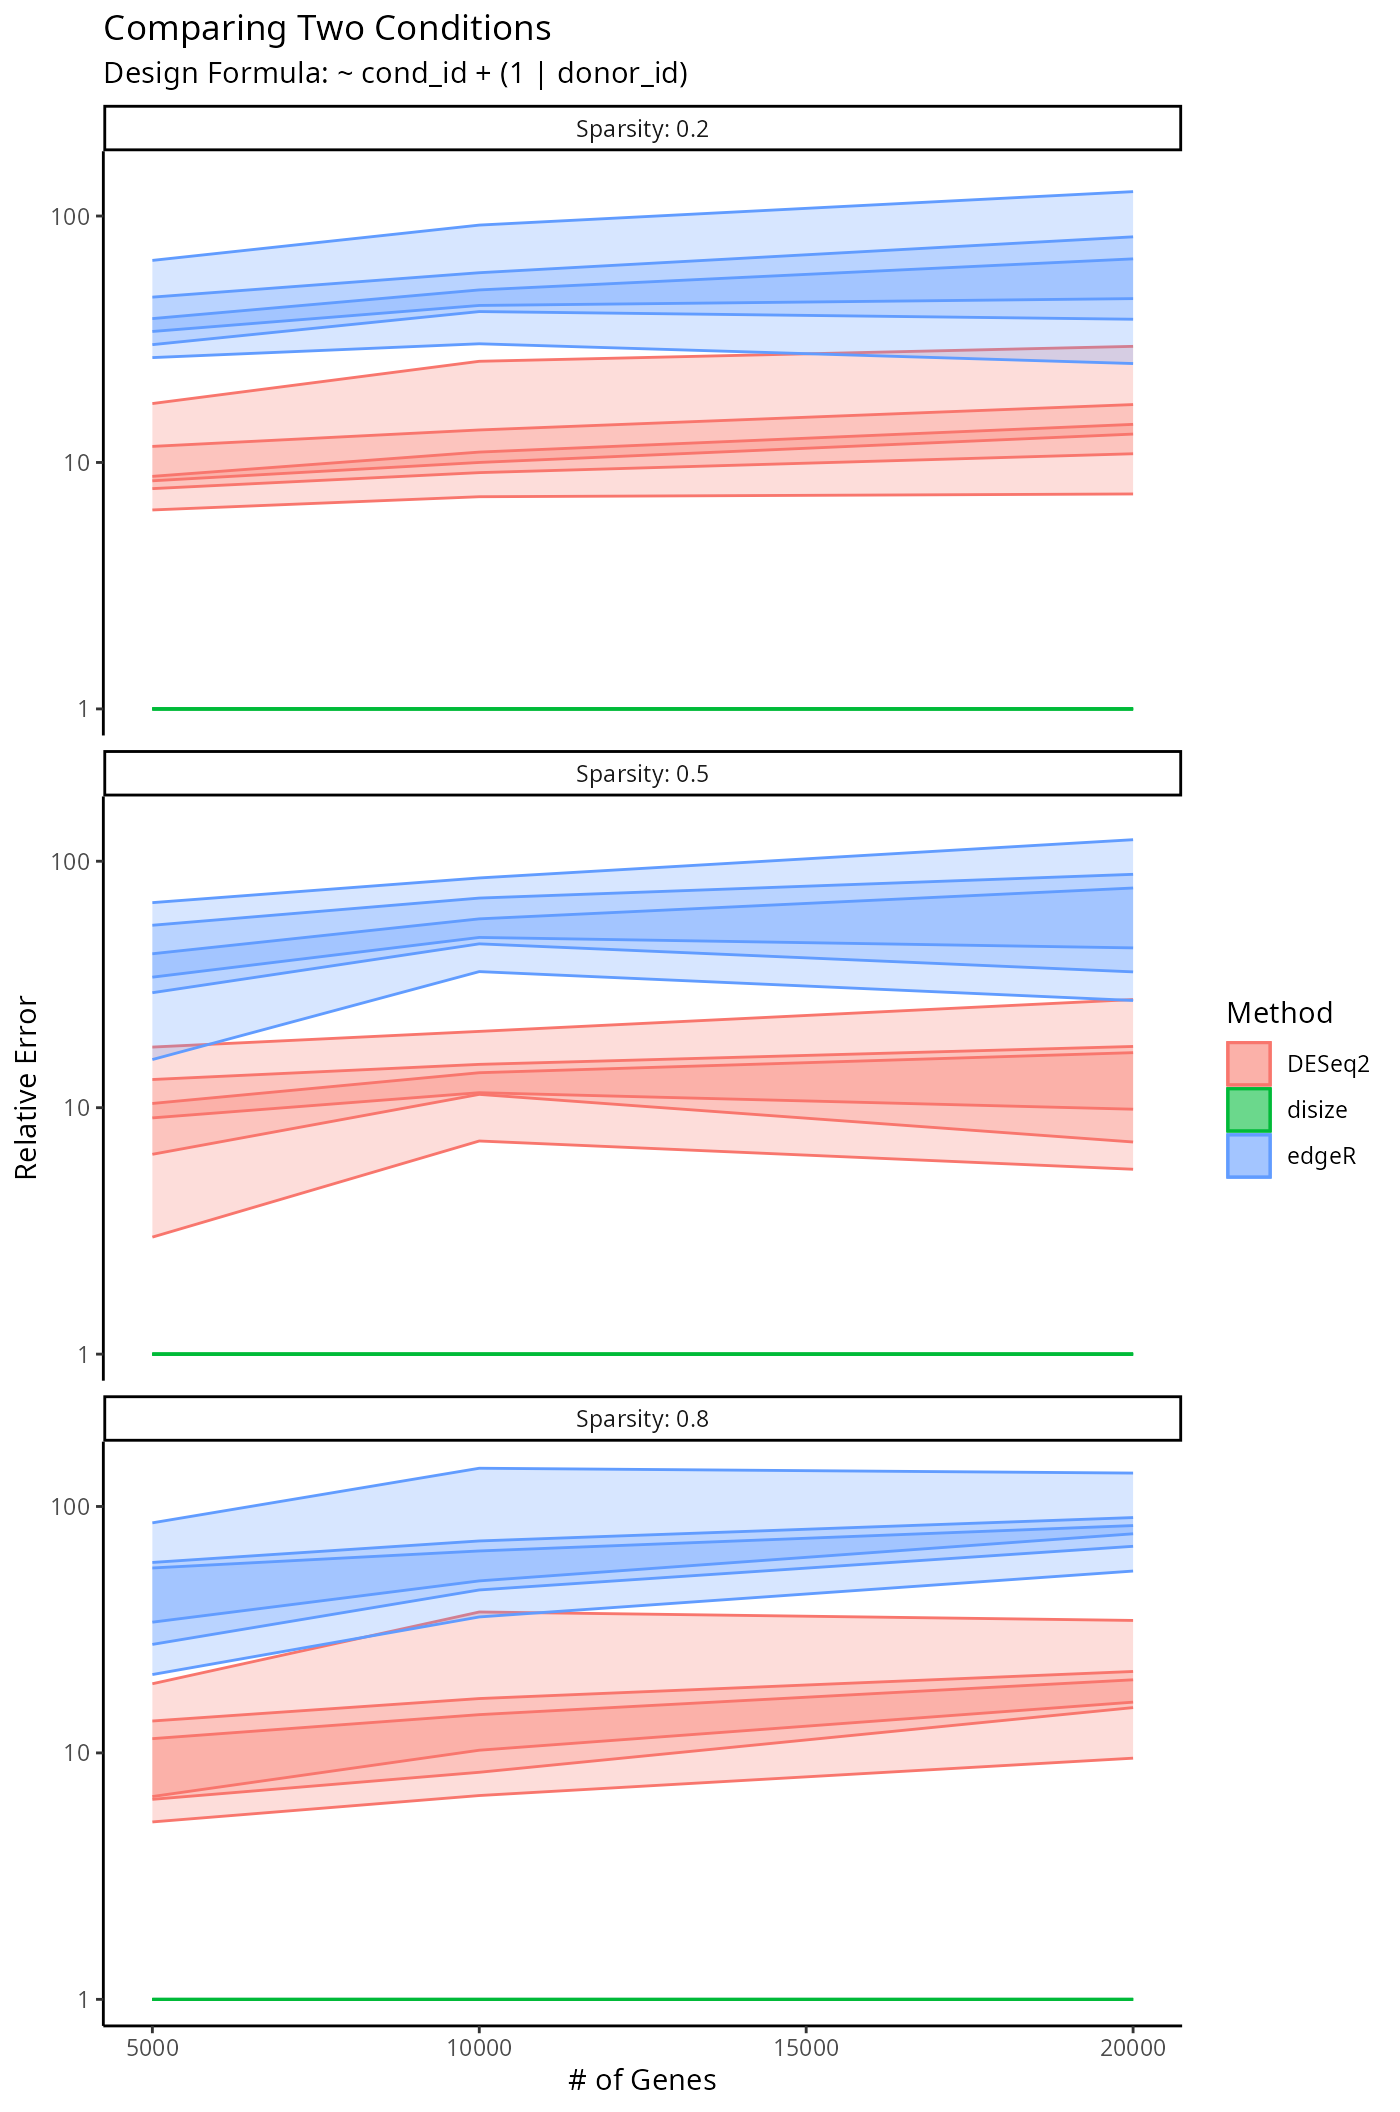 Comparing Two Conditions
Design Formula: ~ cond_id + (1 | donor_id)
Sparsity: 0.2
100
10
1
Sparsity: 0.5
100
10
1
Sparsity: 0.8
100
10
1
5000 10000 15000 20000
# of Genes
Relative Error
Method
DESeq2
disize
edgeR